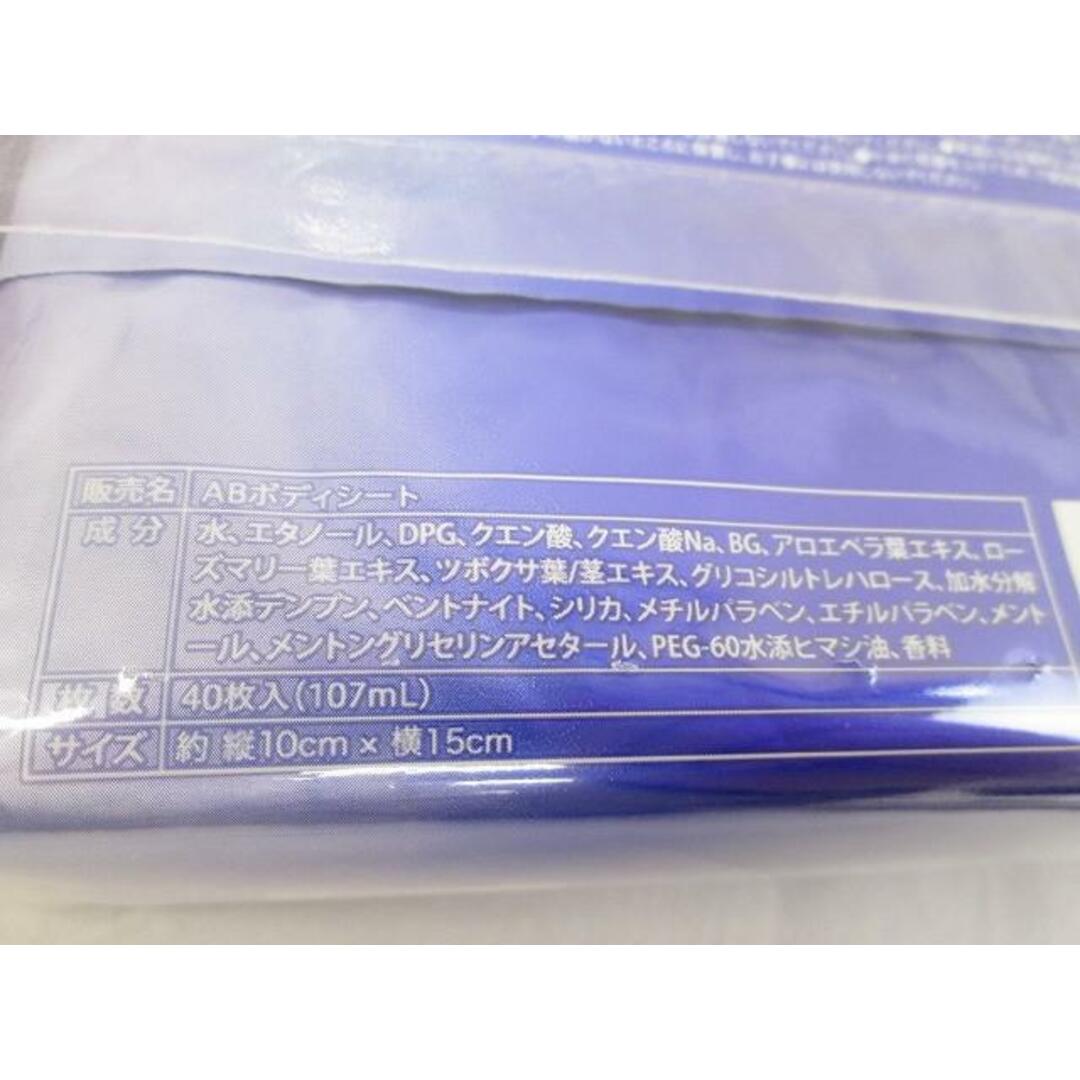 販売名 ABボディシート
成分 水、エタノール、DPG、クエン酸、クエン酸Na、BG、アロエベラ葉エキス、ロー
ズマリー葉エキス、ツボクサ葉/茎エキス、グリコシルトレハロース、加水分解
水添デンプン、ベントナイト、シリカ、メチルパラベン、エチルパラベン、メント
ール、メントングリセリンアセタール、PEG-60水添ヒマシ油、香料
枚数 40枚入(107mL)
サイズ 約 縦10cm × 横15cm